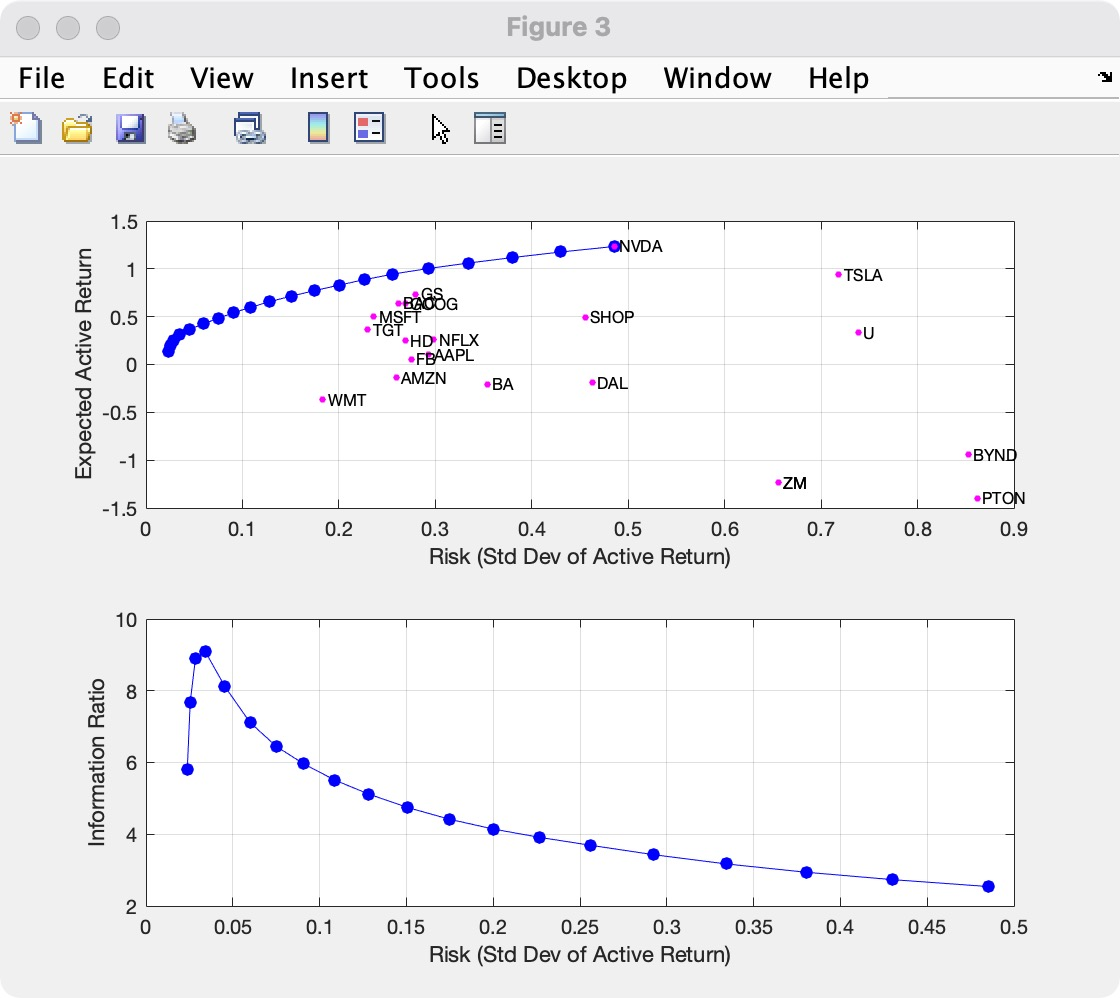 Figure 3
File Edit View Insert Tools Desktop Window Help
1.5
1
0.5
0
-0.5
-1
-1.5
Expected Active Return
NVDA
TSLA
GS
BAC
GOOG
MSFT
SHOP
TGT
U
HD
NFLX
AAPL
FB
AMZN
BA
DAL
WMT
BYND
ZM
PTON
0 0.1 0.2 0.3 0.4 0.5 0.6 0.7 0.8 0.9
Risk (Std Dev of Active Return)
10
8
6
4
2
Information Ratio
0 0.05 0.1 0.15 0.2 0.25 0.3 0.35 0.4 0.45 0.5
Risk (Std Dev of Active Return)